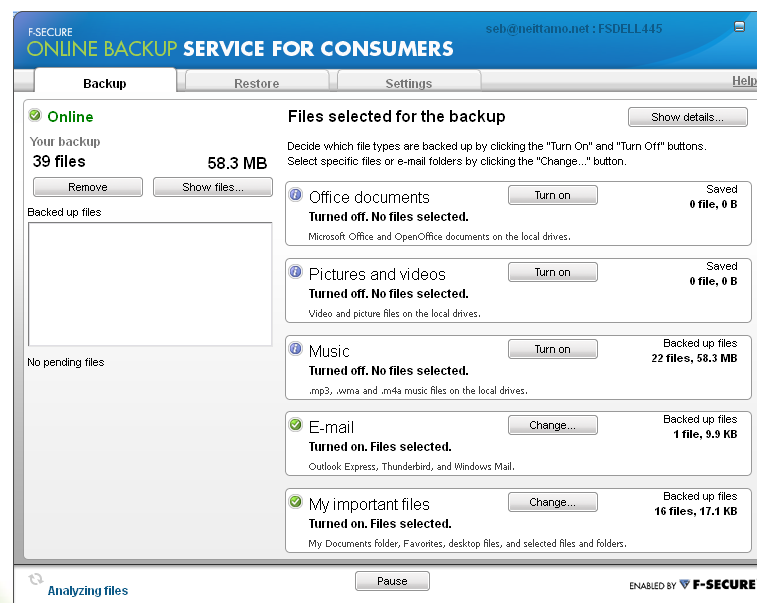 F-SECURE
ONLINE BACKUP SERVICE FOR CONSUMERS
seb@neittamo.net : FSDELL445
Backup
Restore
Settings
Help
Online
Your backup
39 files
58.3 MB
Remove
Show files...
Backed up files
No pending files
Files selected for the backup
Show details...
Decide which file types are backed up by clicking the "Turn On" and "Turn Off" buttons.
Select specific files or e-mail folders by clicking the "Change..." button.
Office documents
Turn on
Saved
0 file, 0 B
Turned off. No files selected.
Microsoft Office and OpenOffice documents on the local drives.
Pictures and videos
Turn on
Saved
0 file, 0 B
Turned off. No files selected.
Video and picture files on the local drives.
Music
Turn on
Backed up files
22 files, 58.3 MB
Turned off. No files selected.
.mp3, .wma and .m4a music files on the local drives.
E-mail
Change...
Backed up files
1 file, 9.9 KB
Turned on. Files selected.
Outlook Express, Thunderbird, and Windows Mail.
My important files
Change...
Backed up files
16 files, 17.1 KB
Turned on. Files selected.
My Documents folder, Favorites, desktop files, and selected files and folders.
Analyzing files
Pause
ENABLED BY F-SECURE